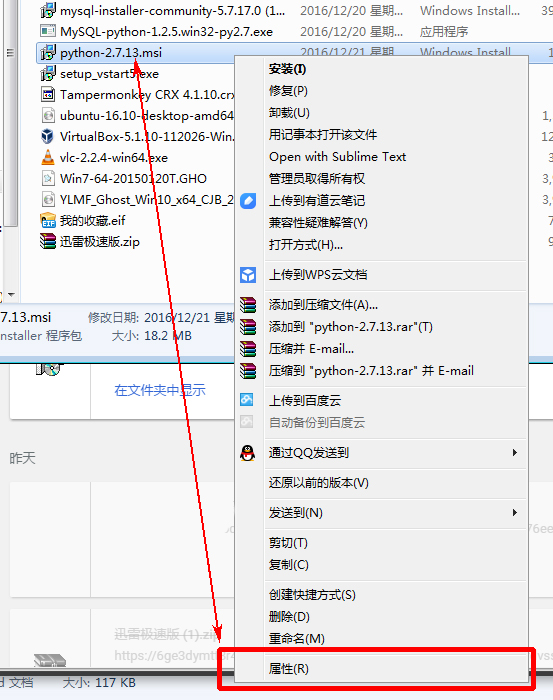 mysql-installer-community-5.7.17.0 (1... 2016/12/20 星期... Windows Install...
MySQL-python-1.2.5.win32-py2.7.exe 2016/12/20 星期... 应用程序
python-2.7.13.msi 2016/12/21 星期... Windows Install
setup_vstart5.exe
Tampermonkey CRX 4.1.10.crx
ubuntu-16.10-desktop-amd64
VirtualBox-5.1.10-112026-Win.
vlc-2.2.4-win64.exe
Win7-64-20150120T.GHO
YLMF_Ghost_Win10_x64_CJB_2
我的收藏.eif
迅雷极速版.zip
安装(I)
修复(P)
卸载(U)
用记事本打开该文件
Open with Sublime Text
管理员取得所有权
上传到有道云笔记
兼容性疑难解答(Y)
打开方式(H)...
上传到WPS云文档
添加到压缩文件(A)...
添加到 "python-2.7.13.rar"(T)
压缩并 E-mail...
压缩到 "python-2.7.13.rar" 并 E-mail
上传到百度云
自动备份到百度云
通过QQ发送到
还原以前的版本(V)
发送到(N)
剪切(T)
复制(C)
创建快捷方式(S)
删除(D)
重命名(M)
属性(R)
7.13.msi 修改日期: 2016/12/21 星期
nstaller 程序包 大小: 18.2 MB
在文件夹中显示
昨天
迅雷极速版 (1).zip
d 文档 大小: 117 KB